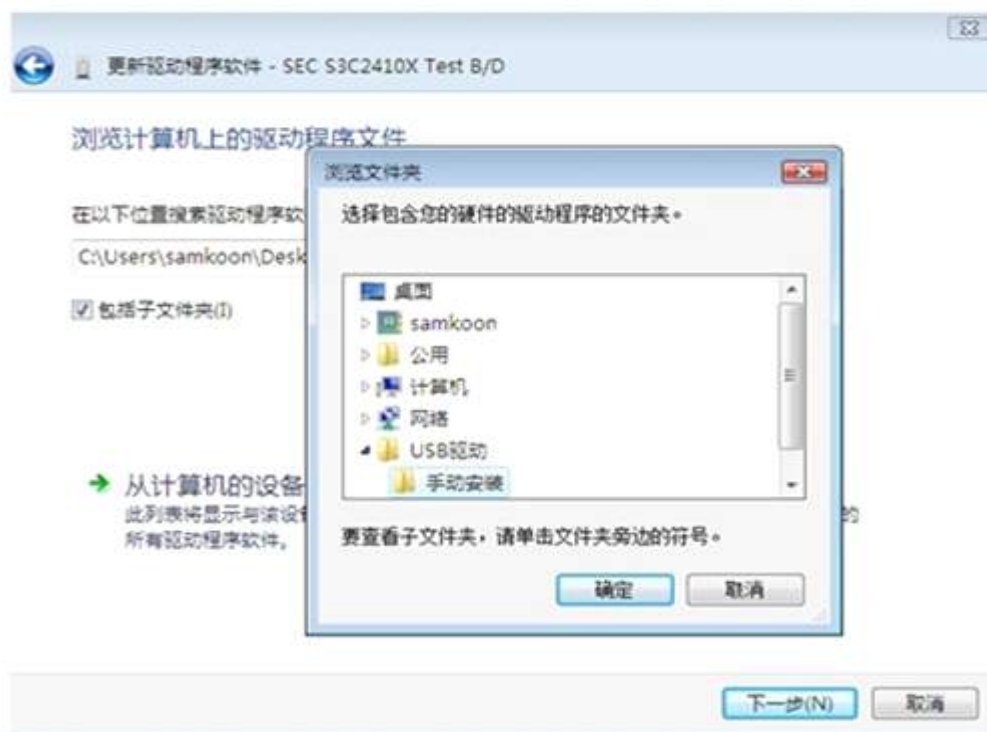 更新驱动程序软件 - SEC S3C2410X Test B/D
浏览计算机上的驱动程序文件
在以下位置搜索驱动程序软
C:\Users\samkoon\Desk
包括子文件夹(I)
从计算机的设备
此列表将显示与该设备
的
所有驱动程序软件。
浏览文件夹
选择包含您的硬件的驱动程序的文件夹。
桌面
samkoon
公用
计算机
网络
USB驱动
手动安装
要查看子文件夹，请单击文件夹旁边的符号。
确定
取消
下一步(N)
取消